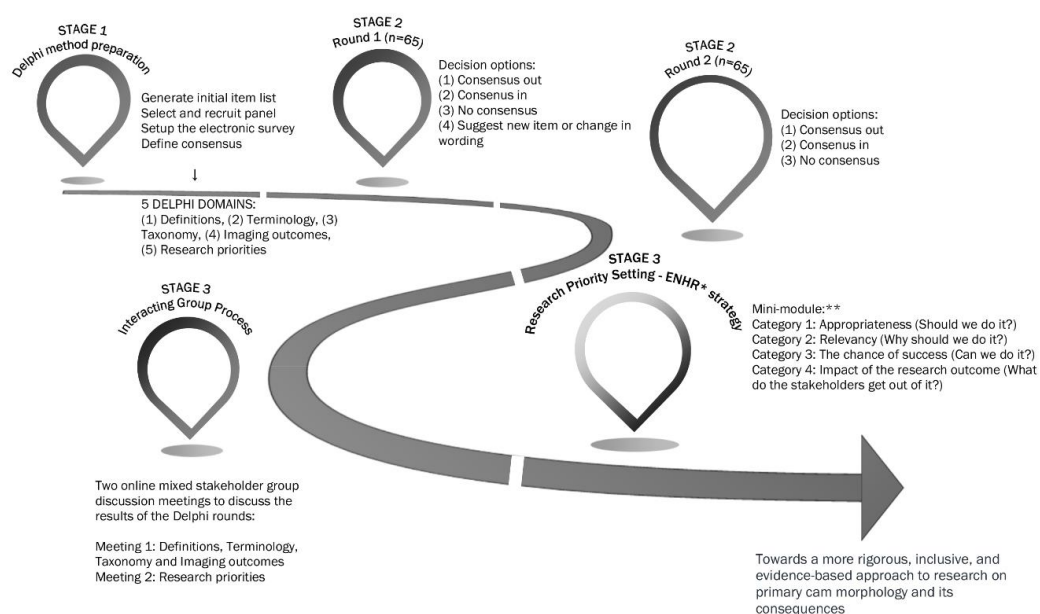 STAGE 1
Delphi method preparation
Generate initial item list
Select and recruit panel
Setup the electronic survey
Define consensus
↓
5 DELPHI DOMAINS:
(1) Definitions, (2) Terminology, (3)
Taxonomy, (4) Imaging outcomes,
(5) Research priorities
STAGE 2
Round 1 (n=65)
Decision options:
(1) Consensus out
(2) Consenus in
(3) No consensus
(4) Suggest new item or change in
wording
STAGE 2
Round 2 (n=65)
Decision options:
(1) Consensus out
(2) Consensus in
(3) No consensus
STAGE 3
Interacting Group Process
Two online mixed stakeholder group
discussion meetings to discuss the
results of the Delphi rounds:
Meeting 1: Definitions, Terminology,
Taxonomy and Imaging outcomes
Meeting 2: Research priorities
STAGE 3
Research Priority Setting - ENHR* strategy
Mini-module:**
Category 1: Appropriateness (Should we do it?)
Category 2: Relevancy (Why should we do it?)
Category 3: The chance of success (Can we do it?)
Category 4: Impact of the research outcome (What
do the stakeholders get out of it?)
Towards a more rigorous, inclusive, and
evidence-based approach to research on
primary cam morphology and its
consequences